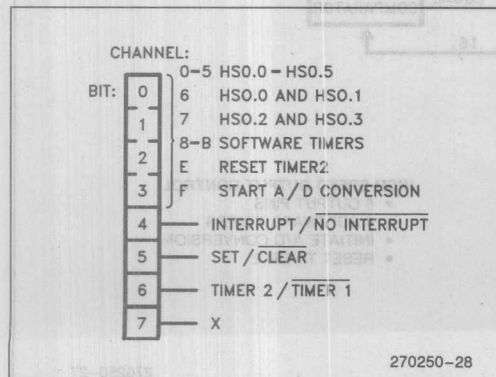 CHANNEL:
0-5 HSO.0 - HSO.5
BIT: 0
6 HSO.0 AND HSO.1
1
7 HSO.2 AND HSO.3
8-B SOFTWARE TIMERS
2
E RESET TIMER2
3
F START A/D CONVERSION
4 INTERRUPT/NO INTERRUPT
5 SET/CLEAR
6 TIMER 2/TIMER 1
7 X
270250-28